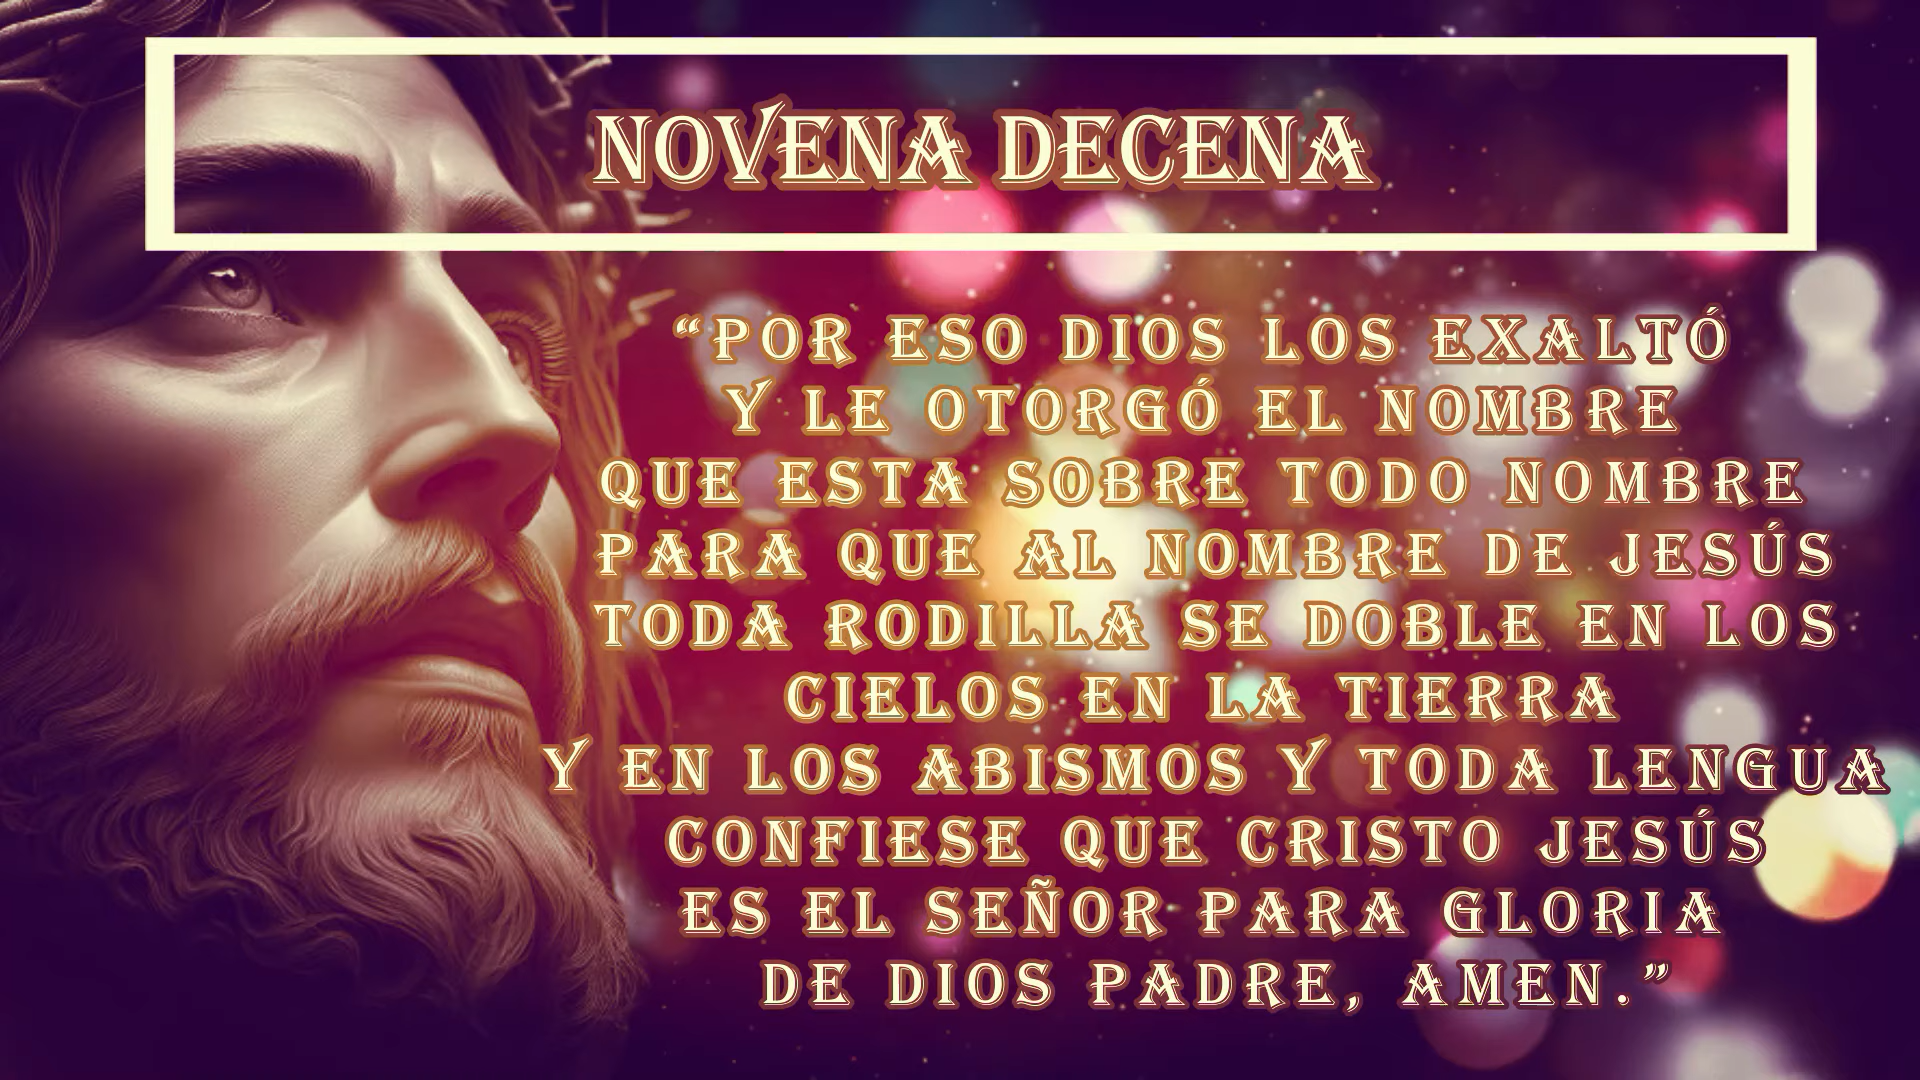 NOVENA DECENA
“POR ESO DIOS LOS EXALTÓ
Y LE OTORGÓ EL NOMBRE
QUE ESTA SOBRE TODO NOMBRE
PARA QUE AL NOMBRE DE JESÚS
TODA RODILLA SE DOBLE EN LOS
CIELOS EN LA TIERRA
Y EN LOS ABISMOS Y TODA LENGUA
CONFIESE QUE CRISTO JESÚS
ES EL SEÑOR PARA GLORIA
DE DIOS PADRE, AMEN.”